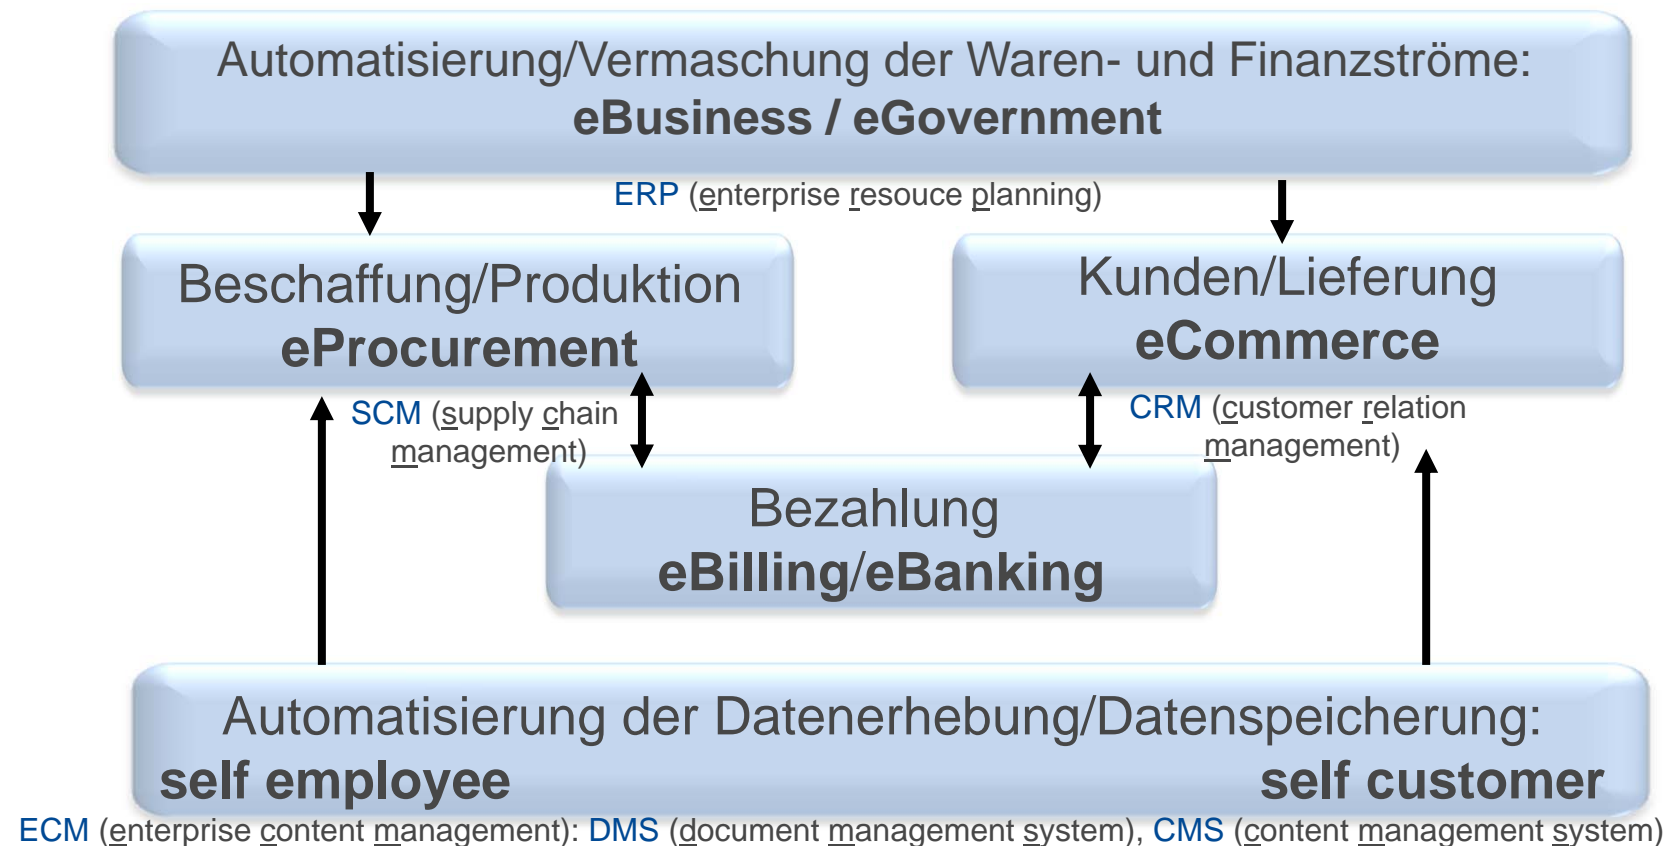 Automatisierung/Vermaschung der Waren- und Finanzströme:
eBusiness / eGovernment
ERP (enterprise resouce planning)
Beschaffung/Produktion
eProcurement
Kunden/Lieferung
eCommerce
SCM (supply chain
management)
CRM (customer relation
management)
Bezahlung
eBilling/eBanking
Automatisierung der Datenerhebung/Datenspeicherung:
self employee self customer
ECM (enterprise content management): DMS (document management system), CMS (content management system)